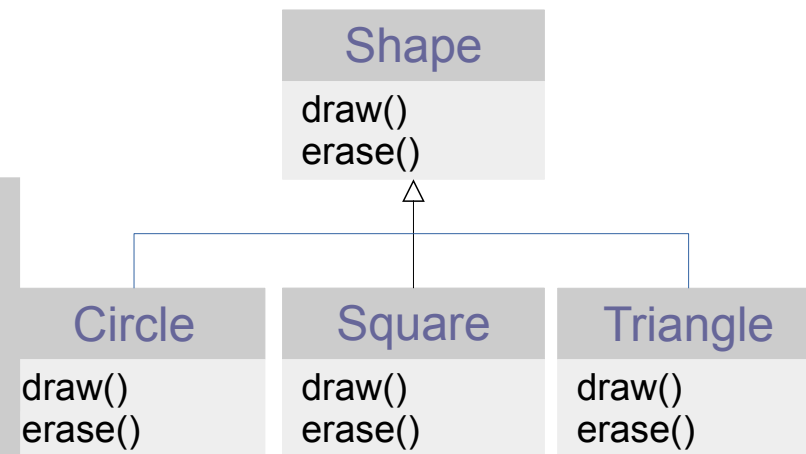 Shape
draw()
erase()
Circle
draw()
erase()
Square
draw()
erase()
Triangle
draw()
erase()